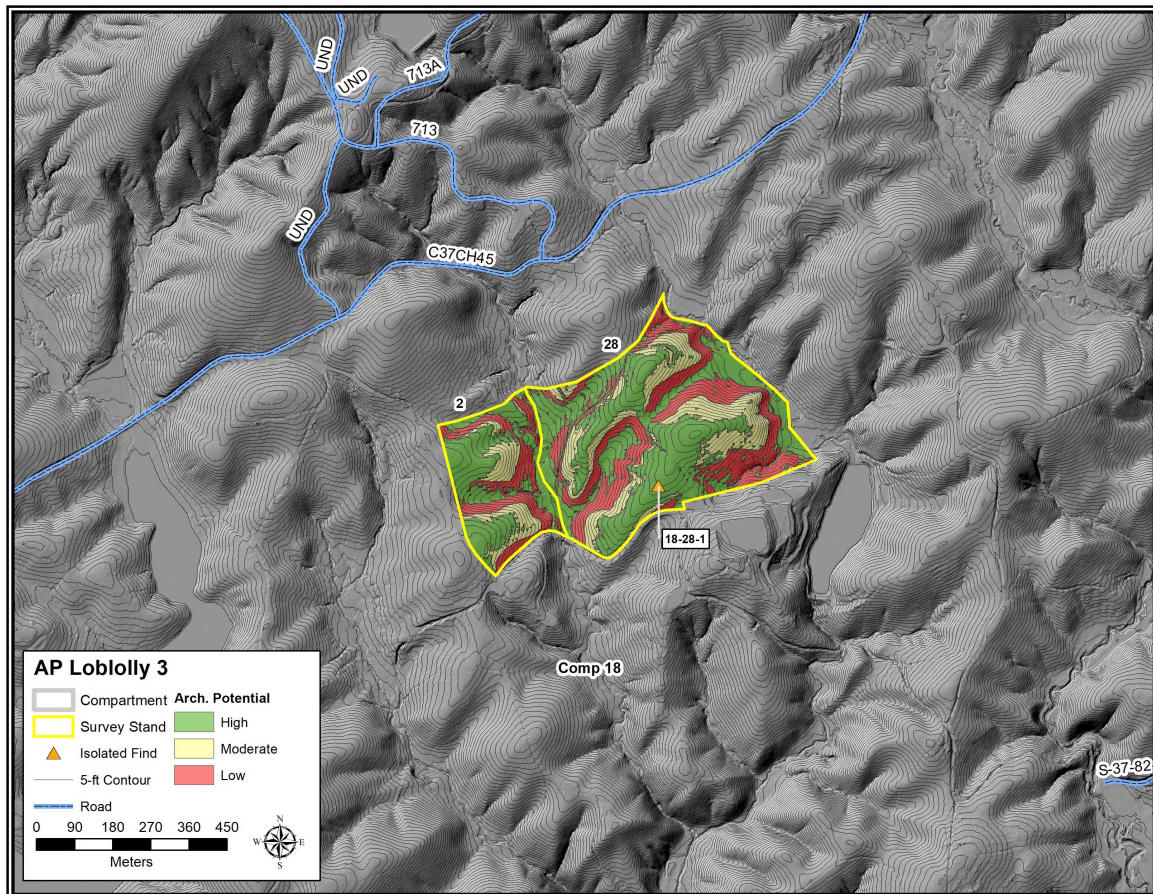 UND
UND
713A
713
UND
C37CH45
28
2
18-28-1
Comp 18
S-37-82
AP Loblolly 3
Compartment
Survey Stand
Isolated Find
5-ft Contour
Road
Arch. Potential
High
Moderate
Low
0 90 180 270 360 450
Meters
N
W E
S